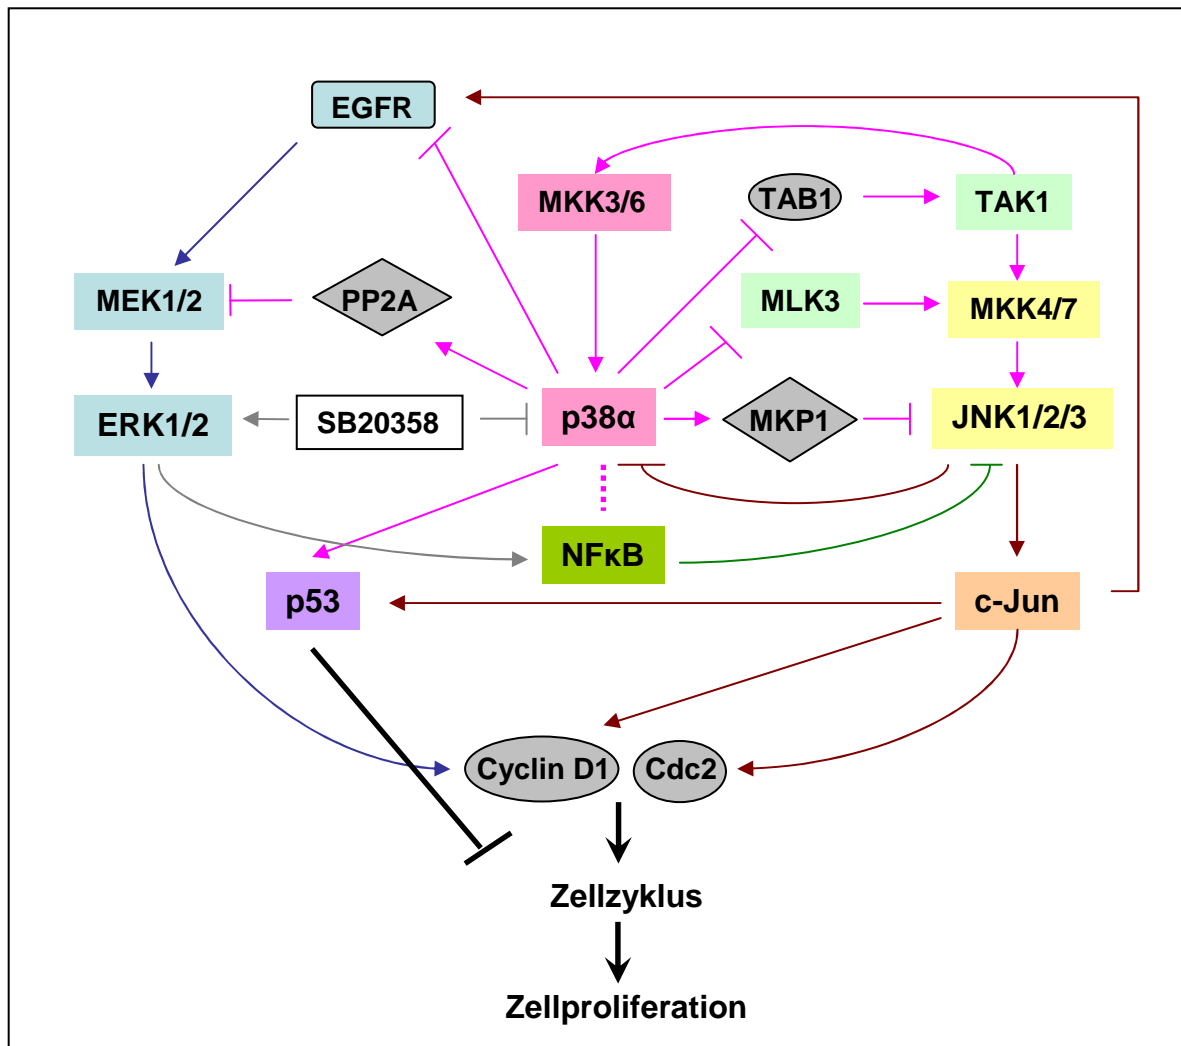 EGFR
MKK3/6
TAB1
TAK1
MEK1/2
PP2A
MLK3
MKK4/7
ERK1/2
SB20358
p38α
MKP1
JNK1/2/3
NFκB
p53
c-Jun
Cyclin D1
Cdc2
Zellzyklus
Zellproliferation